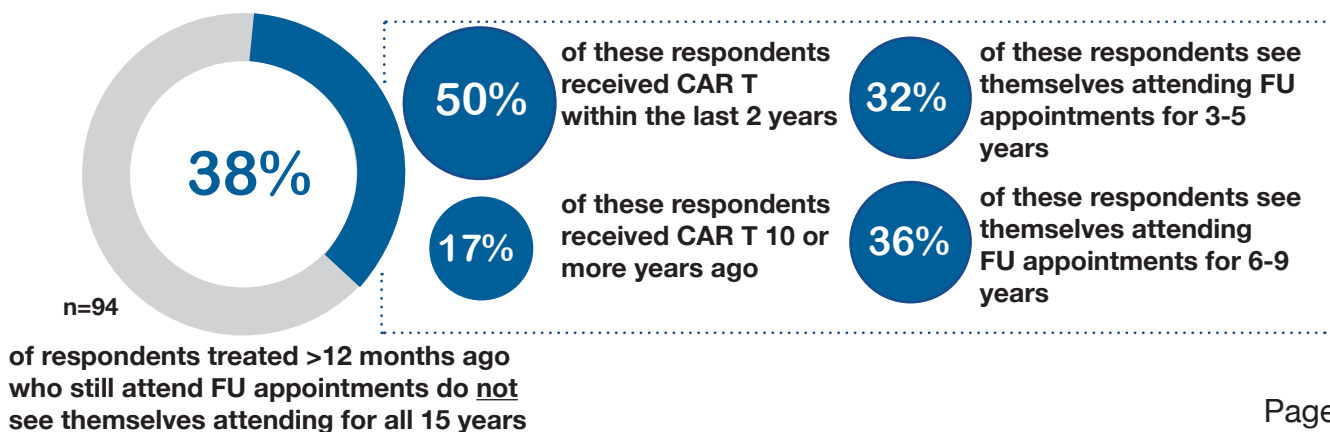 38%
n=94
of respondents treated >12 months ago
who still attend FU appointments do not
see themselves attending for all 15 years
50%
of these respondents
received CAR T
within the last 2 years
17%
of these respondents
received CAR T 10 or
more years ago
32%
of these respondents see
themselves attending FU
appointments for 3-5
years
36%
of these respondents see
themselves attending
FU appointments for 6-9
years
Page